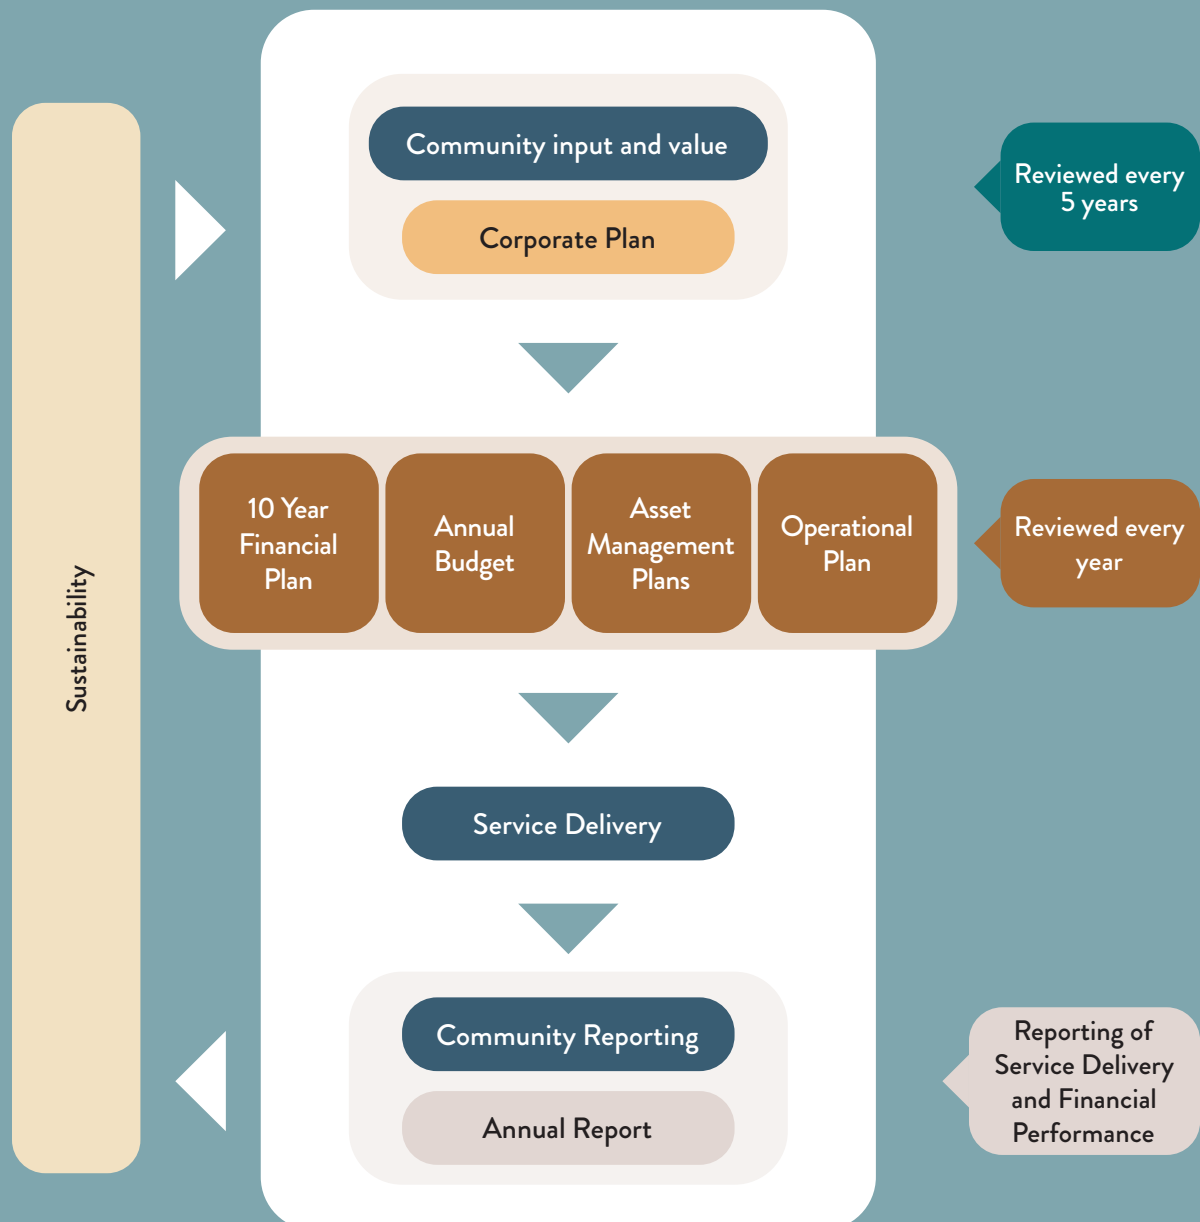 Community input and value
Corporate Plan
Reviewed every
5 years
Sustainability
10 Year
Financial
Plan
Annual
Budget
Asset
Management
Plans
Operational
Plan
Reviewed every
year
Service Delivery
Community Reporting
Annual Report
Reporting of
Service Delivery
and Financial
Performance